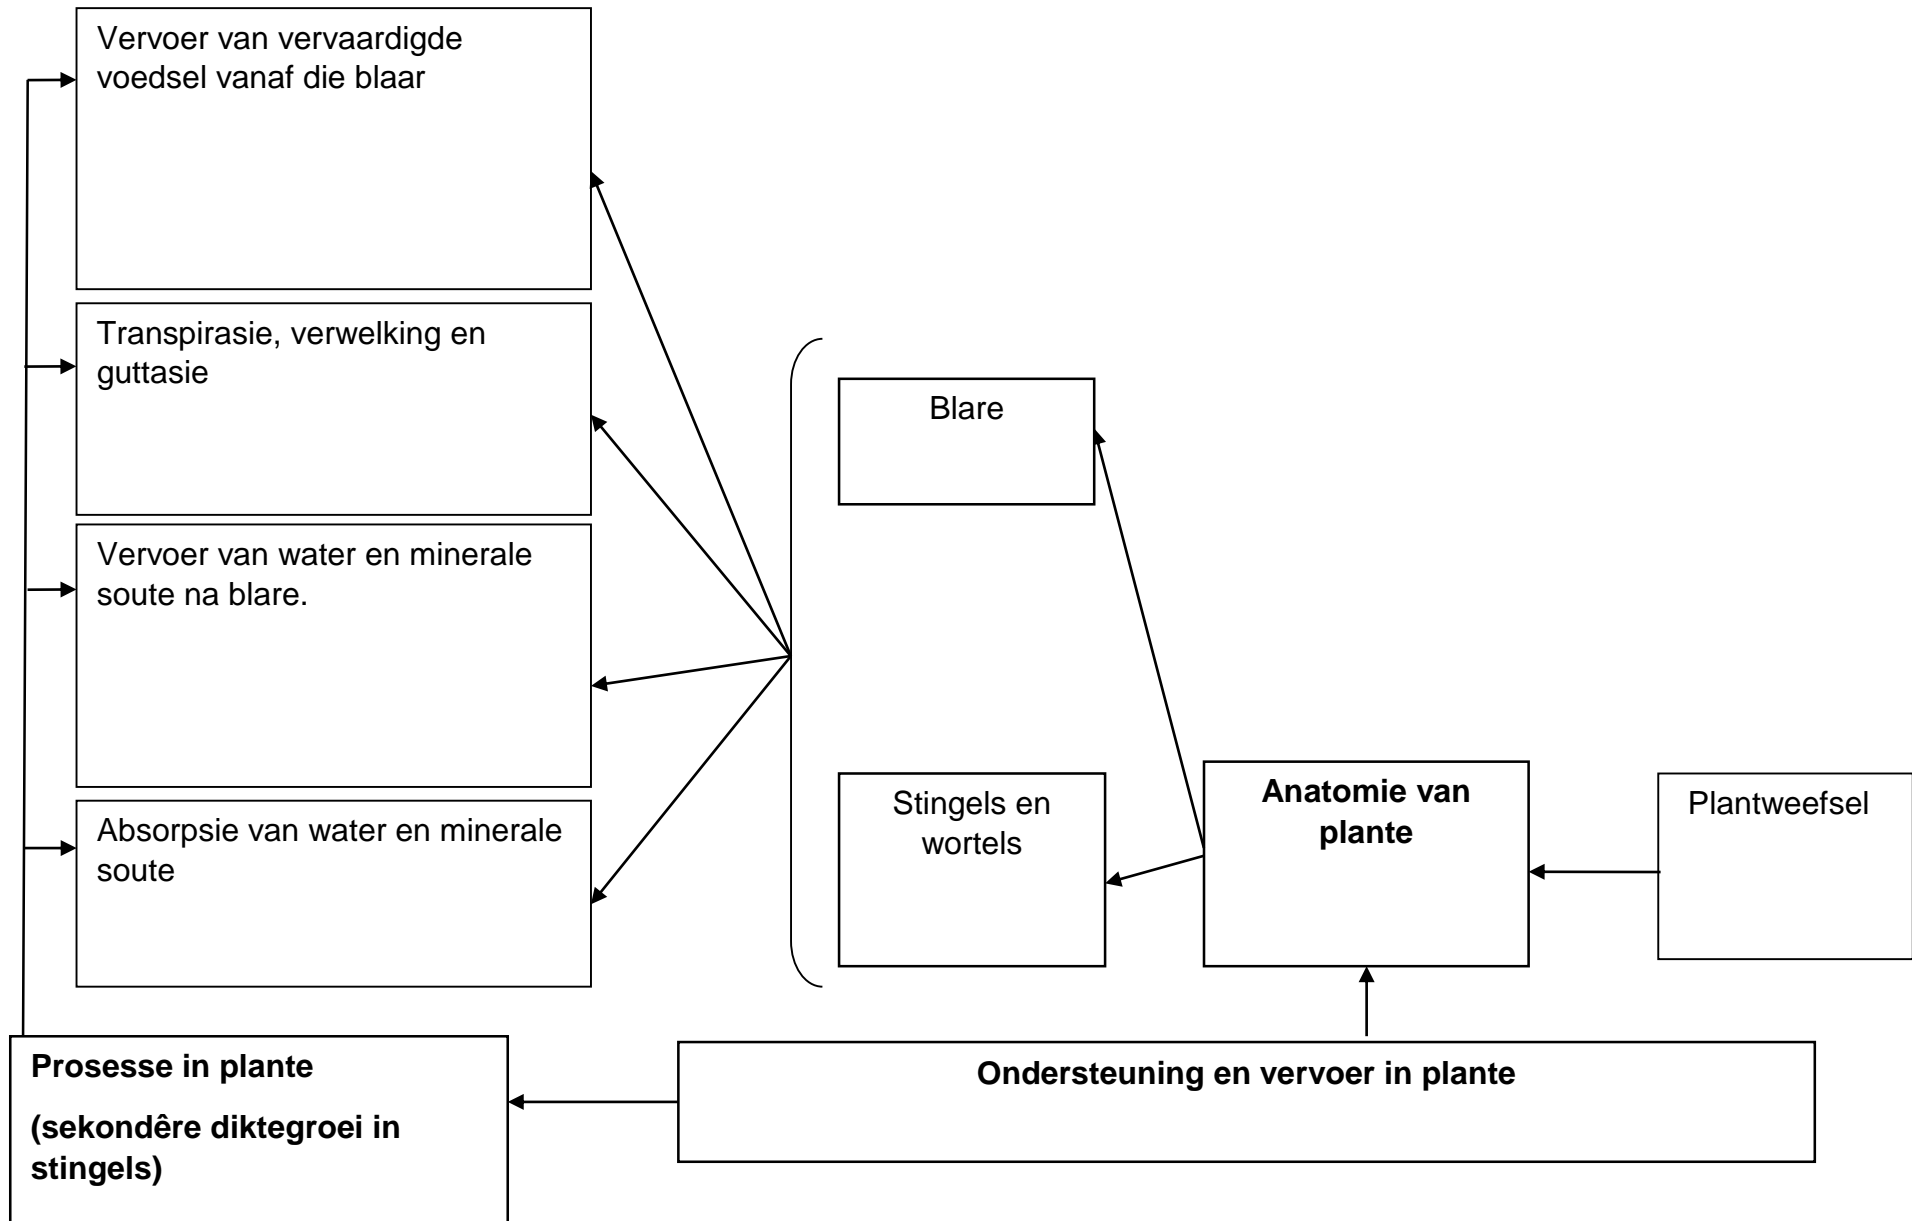 Vervoer van vervaardigde
voedsel vanaf die blaar
Transpirasie, verwelking en
guttasie
Vervoer van water en minerale
soute na blare.
Absorpsie van water en minerale
soute
Blare
Stingels en
wortels
Anatomie van
plante
Plantweefsel
Prosesse in plante
(sekondêre diktegroei in
stingels)
Ondersteuning en vervoer in plante